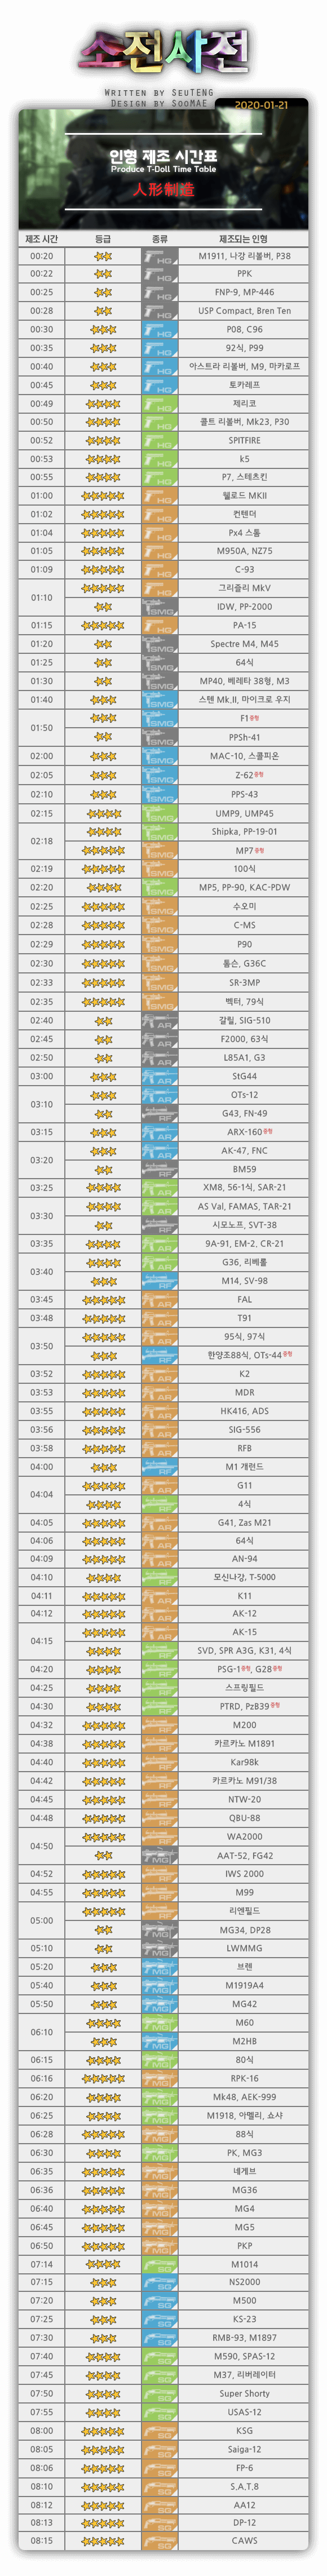 소전사전
WRITTEN BY SEUTENG
DESIGN BY SOOMAE
2020-01-21
인형 제조 시간표
Produce T-Doll Time Table
人形制造
제조 시간 등급 종류 제조되는 인형
00:20 HG M1911, 나강 리볼버, P38
00:22 HG PPK
00:25 HG FNP-9, MP-446
00:28 HG USP Compact, Bren Ten
00:30 HG P08, C96
00:35 HG 92식, P99
00:40 HG 아스트라 리볼버, M9, 마카로프
00:45 HG 토카레프
00:49 HG 제리코
00:50 HG 콜트 리볼버, Mk23, P30
00:52 HG SPITFIRE
00:53 HG k5
00:55 HG P7, 스테츠킨
01:00 HG 웰로드 MKII
01:02 HG 컨텐더
01:04 HG Px4 스톰
01:05 HG M950A, NZ75
01:09 HG C-93
01:10 HG 그리즐리 MkV
SMG IDW, PP-2000
01:15 HG PA-15
01:20 SMG Spectre M4, M45
01:25 SMG 64식
01:30 SMG MP40, 베레타 38형, M3
01:40 SMG 스텐 Mk.II, 마이크로 우지
01:50 SMG F1중형
SMG PPSh-41
02:00 SMG MAC-10, 스콜피온
02:05 SMG Z-62중형
02:10 SMG PPS-43
02:15 SMG UMP9, UMP45
02:18 SMG Shipka, PP-19-01
SMG MP7중형
02:19 SMG 100식
02:20 SMG MP5, PP-90, KAC-PDW
02:25 SMG 수오미
02:28 SMG C-MS
02:29 SMG P90
02:30 SMG 톰슨, G36C
02:33 SMG SR-3MP
02:35 SMG 벡터, 79식
02:40 AR 갈릴, SIG-510
02:45 AR F2000, 63식
02:50 AR L85A1, G3
03:00 AR StG44
03:10 AR OTs-12
RF G43, FN-49
03:15 AR ARX-160중형
03:20 AR AK-47, FNC
RF BM59
03:25 AR XM8, 56-1식, SAR-21
03:30 AR AS Val, FAMAS, TAR-21
RF 시모노프, SVT-38
03:35 AR 9A-91, EM-2, CR-21
03:40 AR G36, 리베롤
RF M14, SV-98
03:45 AR FAL
03:48 AR T91
03:50 AR 95식, 97식
RF 한양조88식, OTs-44중형
03:52 AR K2
03:53 AR MDR
03:55 AR HK416, ADS
03:56 AR SIG-556
03:58 AR RFB
04:00 RF M1 개런드
04:04 AR G11
RF 4식
04:05 AR G41, Zas M21
04:06 AR 64식
04:09 AR AN-94
04:10 RF 모신나강, T-5000
04:11 AR K11
04:12 AR AK-12
04:15 AR AK-15
RF SVD, SPR A3G, K31, 4식
04:20 RF PSG-1중형, G28중형
04:25 RF 스프링필드
04:30 RF PTRD, PzB39중형
04:32 RF M200
04:38 RF 카르카노 M1891
04:40 RF Kar98k
04:42 RF 카르카노 M91/38
04:45 RF NTW-20
04:48 RF QBU-88
04:50 RF WA2000
MG AAT-52, FG42
04:52 RF IWS 2000
04:55 RF M99
05:00 RF 리엔필드
MG MG34, DP28
05:10 MG LWMMG
05:20 MG 브렌
05:40 MG M1919A4
05:50 MG MG42
06:10 MG M60
MG M2HB
06:15 MG 80식
06:16 MG RPK-16
06:20 MG Mk48, AEK-999
06:25 MG M1918, 아멜리, 쇼샤
06:28 MG 88식
06:30 MG PK, MG3
06:35 MG 네게브
06:36 MG MG36
06:40 MG MG4
06:45 MG MG5
06:50 MG PKP
07:14 SG M1014
07:15 SG NS2000
07:20 SG M500
07:25 SG KS-23
07:30 SG RMB-93, M1897
07:40 SG M590, SPAS-12
07:45 SG M37, 리버레이터
07:50 SG Super Shorty
07:55 SG USAS-12
08:00 SG KSG
08:05 SG Saiga-12
08:06 SG FP-6
08:10 SG S.A.T.8
08:12 SG AA12
08:13 SG DP-12
08:15 SG CAWS